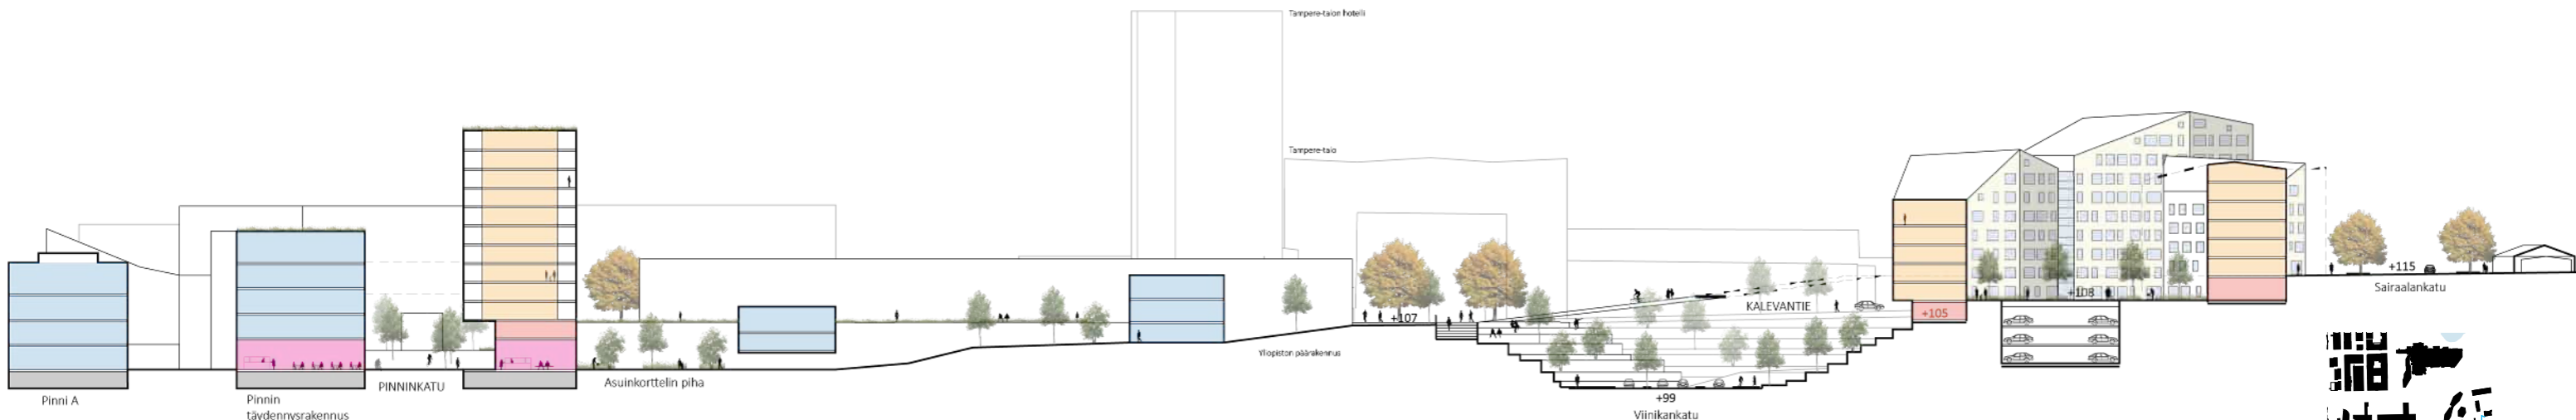 Tampere-talon hotelli
Tampere-talo
Pinni A
Pinnin
täydennysrakennus
PINNINKATU
Asuinkorttelin piha
Yliopiston päärakennus
+107
+99
Viinikankatu
KALEVANTIE
+105
+108
+115
Sairaalankatu